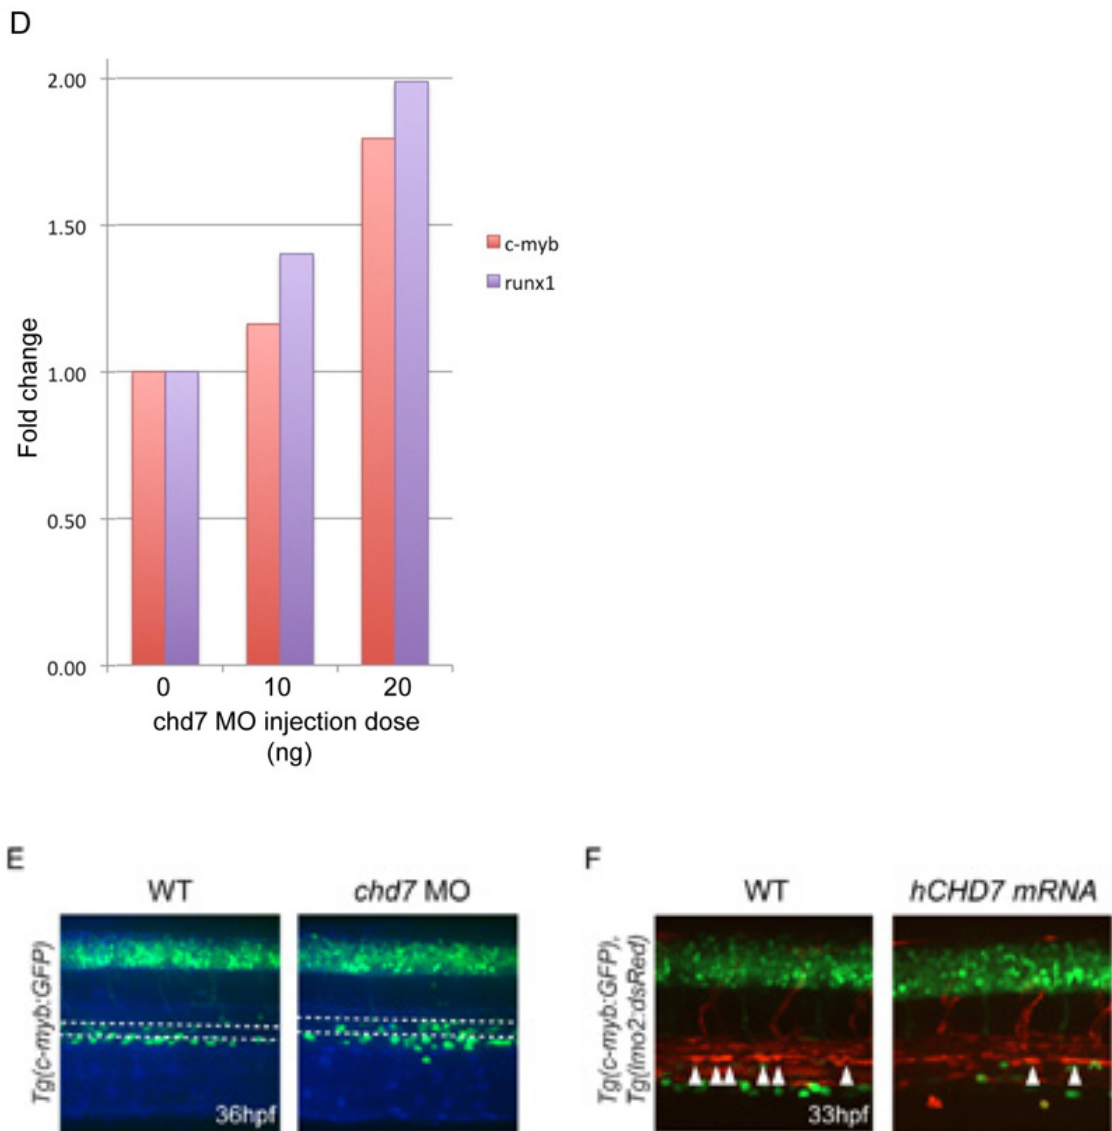 D
2.00
1.50
1.00
0.50
0.00
Fold change
c-myb
runx1
0
10
20
chd7 MO injection dose
(ng)
E
WT
chd7 MO
Tg(c-myb:GFP)
36hpf
F
WT
hCHD7 mRNA
Tg(c-myb:GFP),
Tg(lmo2:dsRed)
33hpf